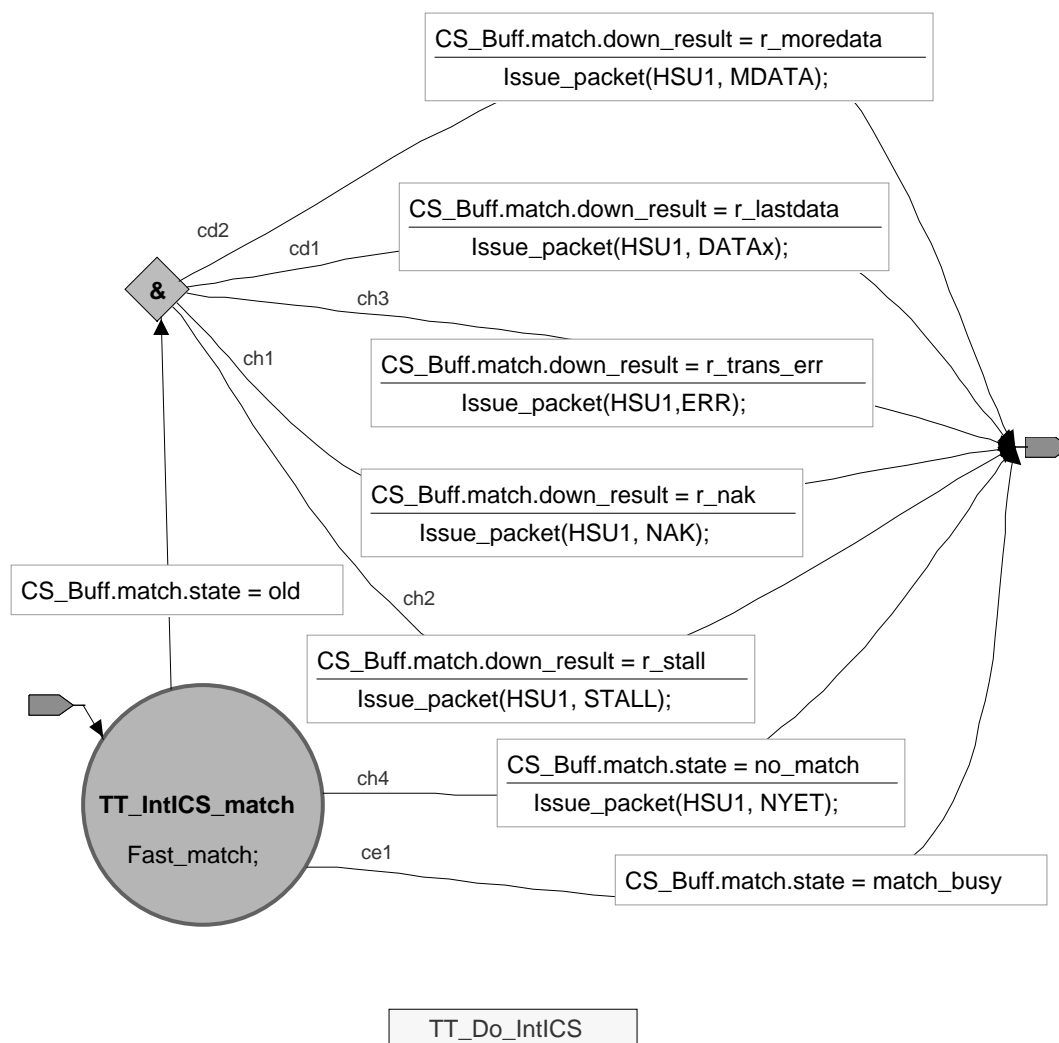 CS_Buff.match.down_result = r_moredata
Issue_packet(HSU1, MDATA);
cd2
CS_Buff.match.down_result = r_lastdata
Issue_packet(HSU1, DATAx);
cd1
&
ch3
CS_Buff.match.down_result = r_trans_err
Issue_packet(HSU1,ERR);
ch1
CS_Buff.match.down_result = r_nak
Issue_packet(HSU1, NAK);
CS_Buff.match.state = old
ch2
CS_Buff.match.down_result = r_stall
Issue_packet(HSU1, STALL);
ch4
CS_Buff.match.state = no_match
Issue_packet(HSU1, NYET);
TT_IntICS_match
Fast_match;
ce1
CS_Buff.match.state = match_busy
TT_Do_IntICS